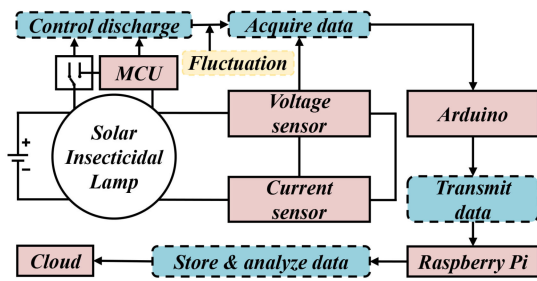 Control discharge
Acquire data
MCU
Fluctuation
Solar
Insecticidal
Lamp
Voltage
sensor
Arduino
Current
sensor
Transmit
data
Cloud
Store & analyze data
Raspberry Pi